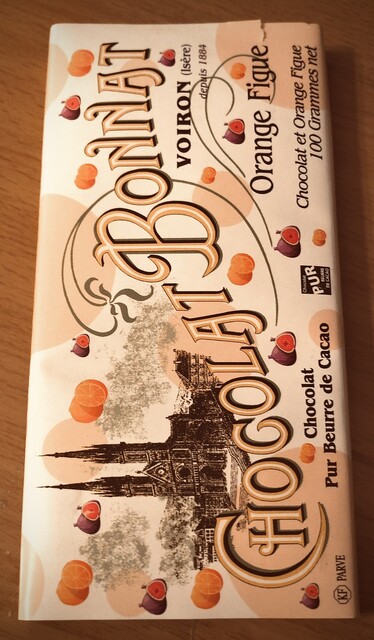 CHOCOLAT BONNAT
VOIRON (Isère)
depuis 1884
Orange Figue
Chocolat et Orange Figue
100 Grammes net
PUR
Chocolat
Pur Beurre de Cacao
KF PARVE